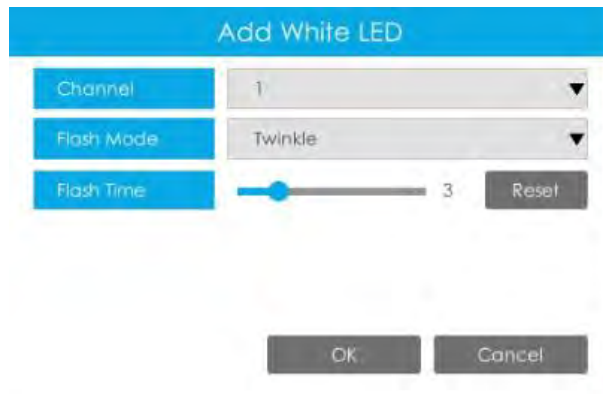 Add White LED
Channel 1
Flash Mode Twinkle
Flash Time 3 Reset
OK Cancel